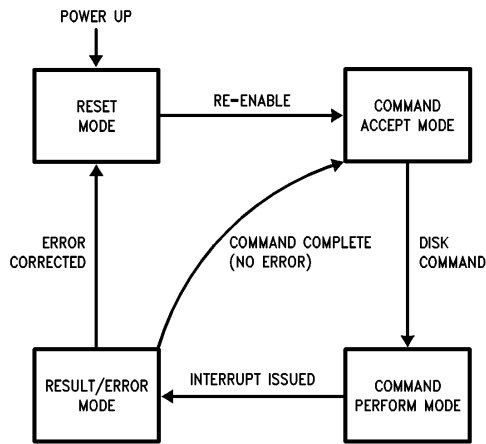 POWER UP
RESET
MODE
RE-ENABLE
COMMAND
ACCEPT MODE
ERROR
CORRECTED
COMMAND COMPLETE
(NO ERROR)
DISK
COMMAND
RESULT/ERROR
MODE
INTERRUPT ISSUED
COMMAND
PERFORM MODE